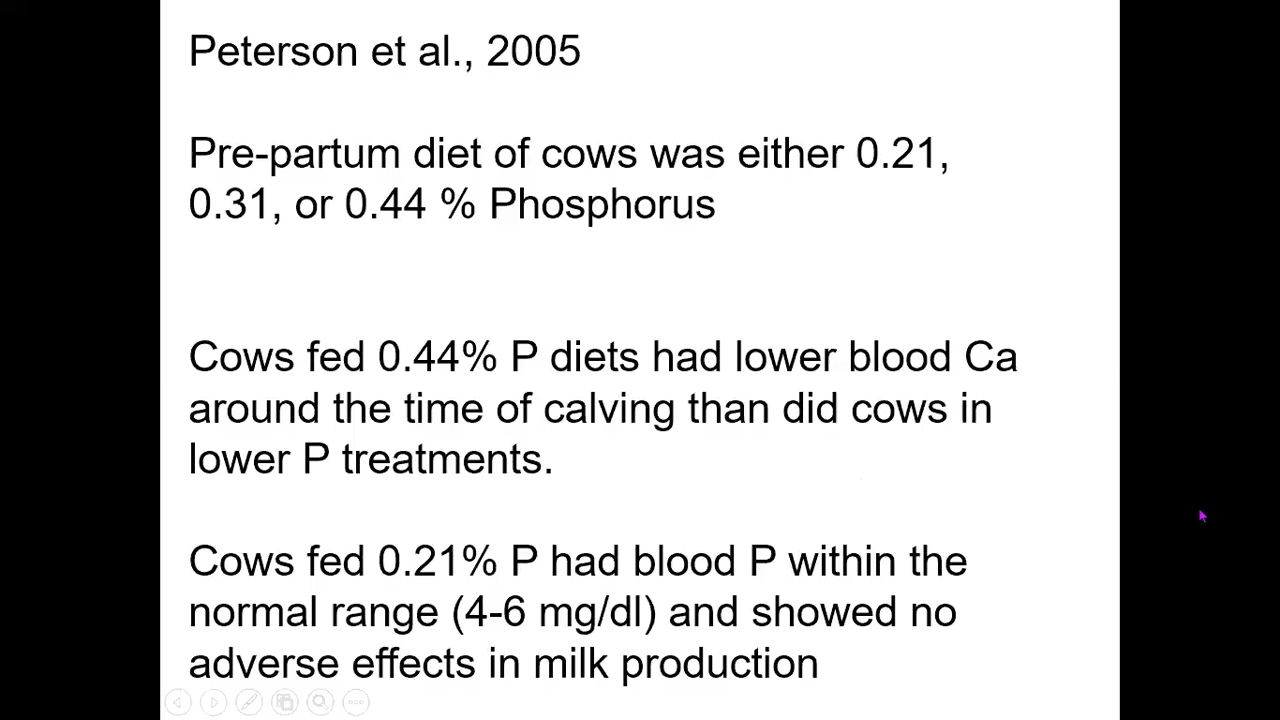 Peterson et al., 2005
Pre-partum diet of cows was either 0.21,
0.31, or 0.44 % Phosphorus
Cows fed 0.44% P diets had lower blood Ca
around the time of calving than did cows in
lower P treatments.
Cows fed 0.21% P had blood P within the
normal range (4-6 mg/dl) and showed no
adverse effects in milk production